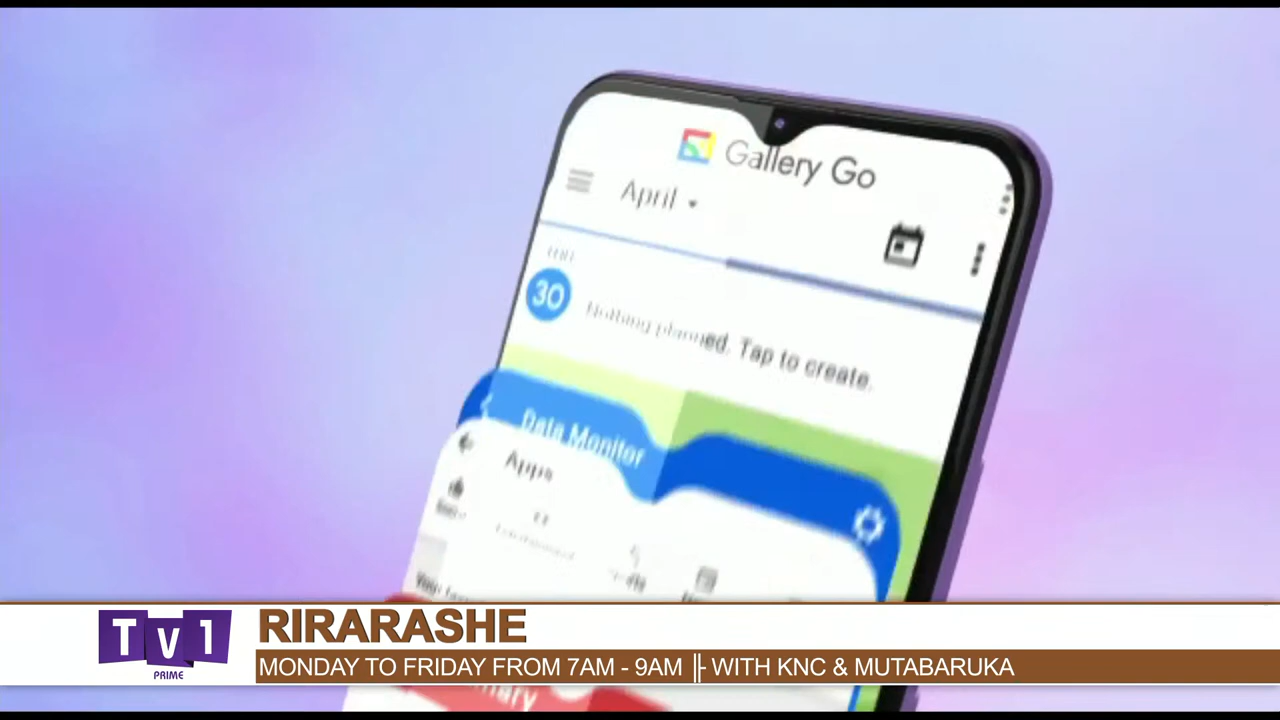 Gallery Go
April
30
Nothing planned. Tap to create.
Data Monitor
Apps
TV1
PRIME
RIRARASHE
MONDAY TO FRIDAY FROM 7AM - 9AM || WITH KNC & MUTABARUKA